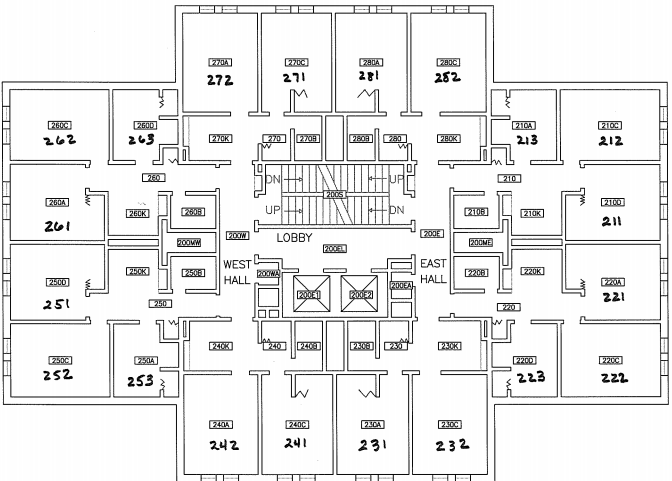 270A 270C 280A 280C
272 271 281 282
260C 260D 210A 210C
262 263 213 212
270K 270 270B 280B 280 280K
260 210
DN UP
200S
260A 210D
261 211
260K 260B 210B 210K
UP DN
200W 200E
LOBBY
200MW 200ME
200EL
WEST HALL
EAST HALL
250K 250B 220B 220K
200WA 200EA
250D 220A
251 221
200E1 200E2
250 220
240K 240 240B 230B 230 230K
250C 250A 220D 220C
252 253 223 222
240A 240C 230A 230C
242 241 231 232